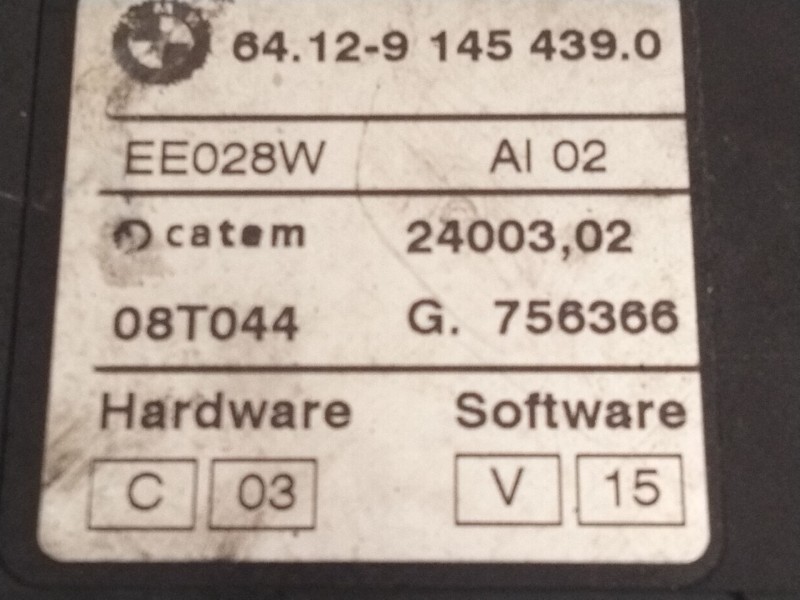 64.12-9 145 439.0
EE028W AI 02
catem 24003,02
08T044 G. 756366
Hardware Software
C 03 V 15